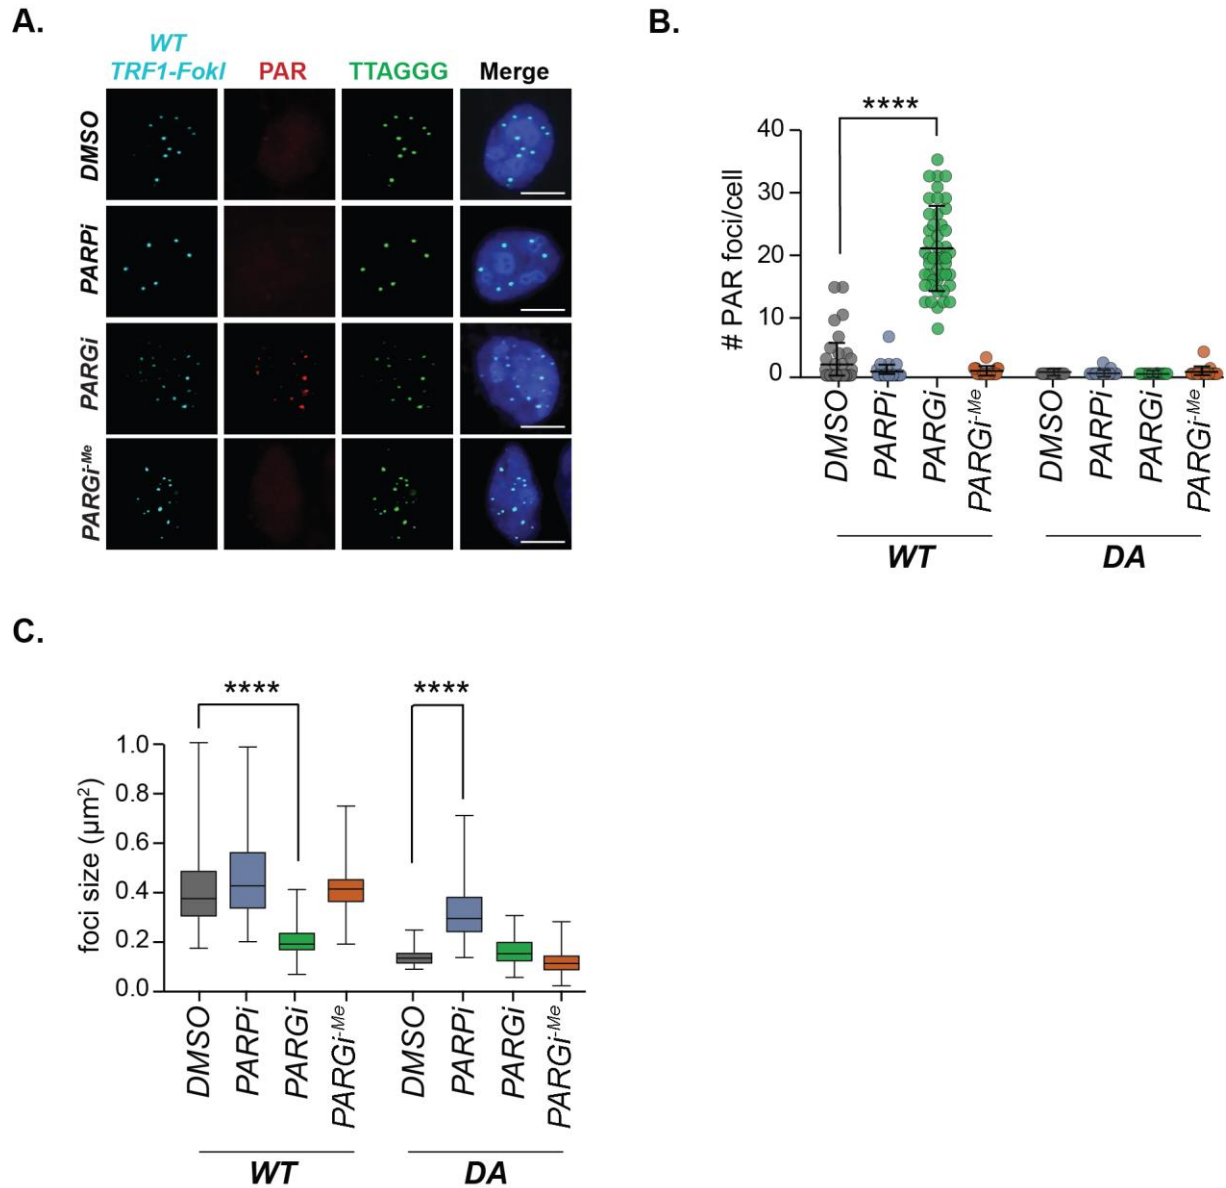 A.
WT
TRF1-FokI PAR TTAGGG Merge
DMSO
PARPi
PARGi
PARGi-Me
B.
****
# PAR foci/cell
40
30
20
10
0
DMSO
PARPi
PARGi
PARGi-Me
DMSO
PARPi
PARGi
PARGi-Me
WT DA
C.
**** ****
foci size (µm²)
1.0
0.8
0.6
0.4
0.2
0.0
DMSO
PARPi
PARGi
PARGi-Me
DMSO
PARPi
PARGi
PARGi-Me
WT DA